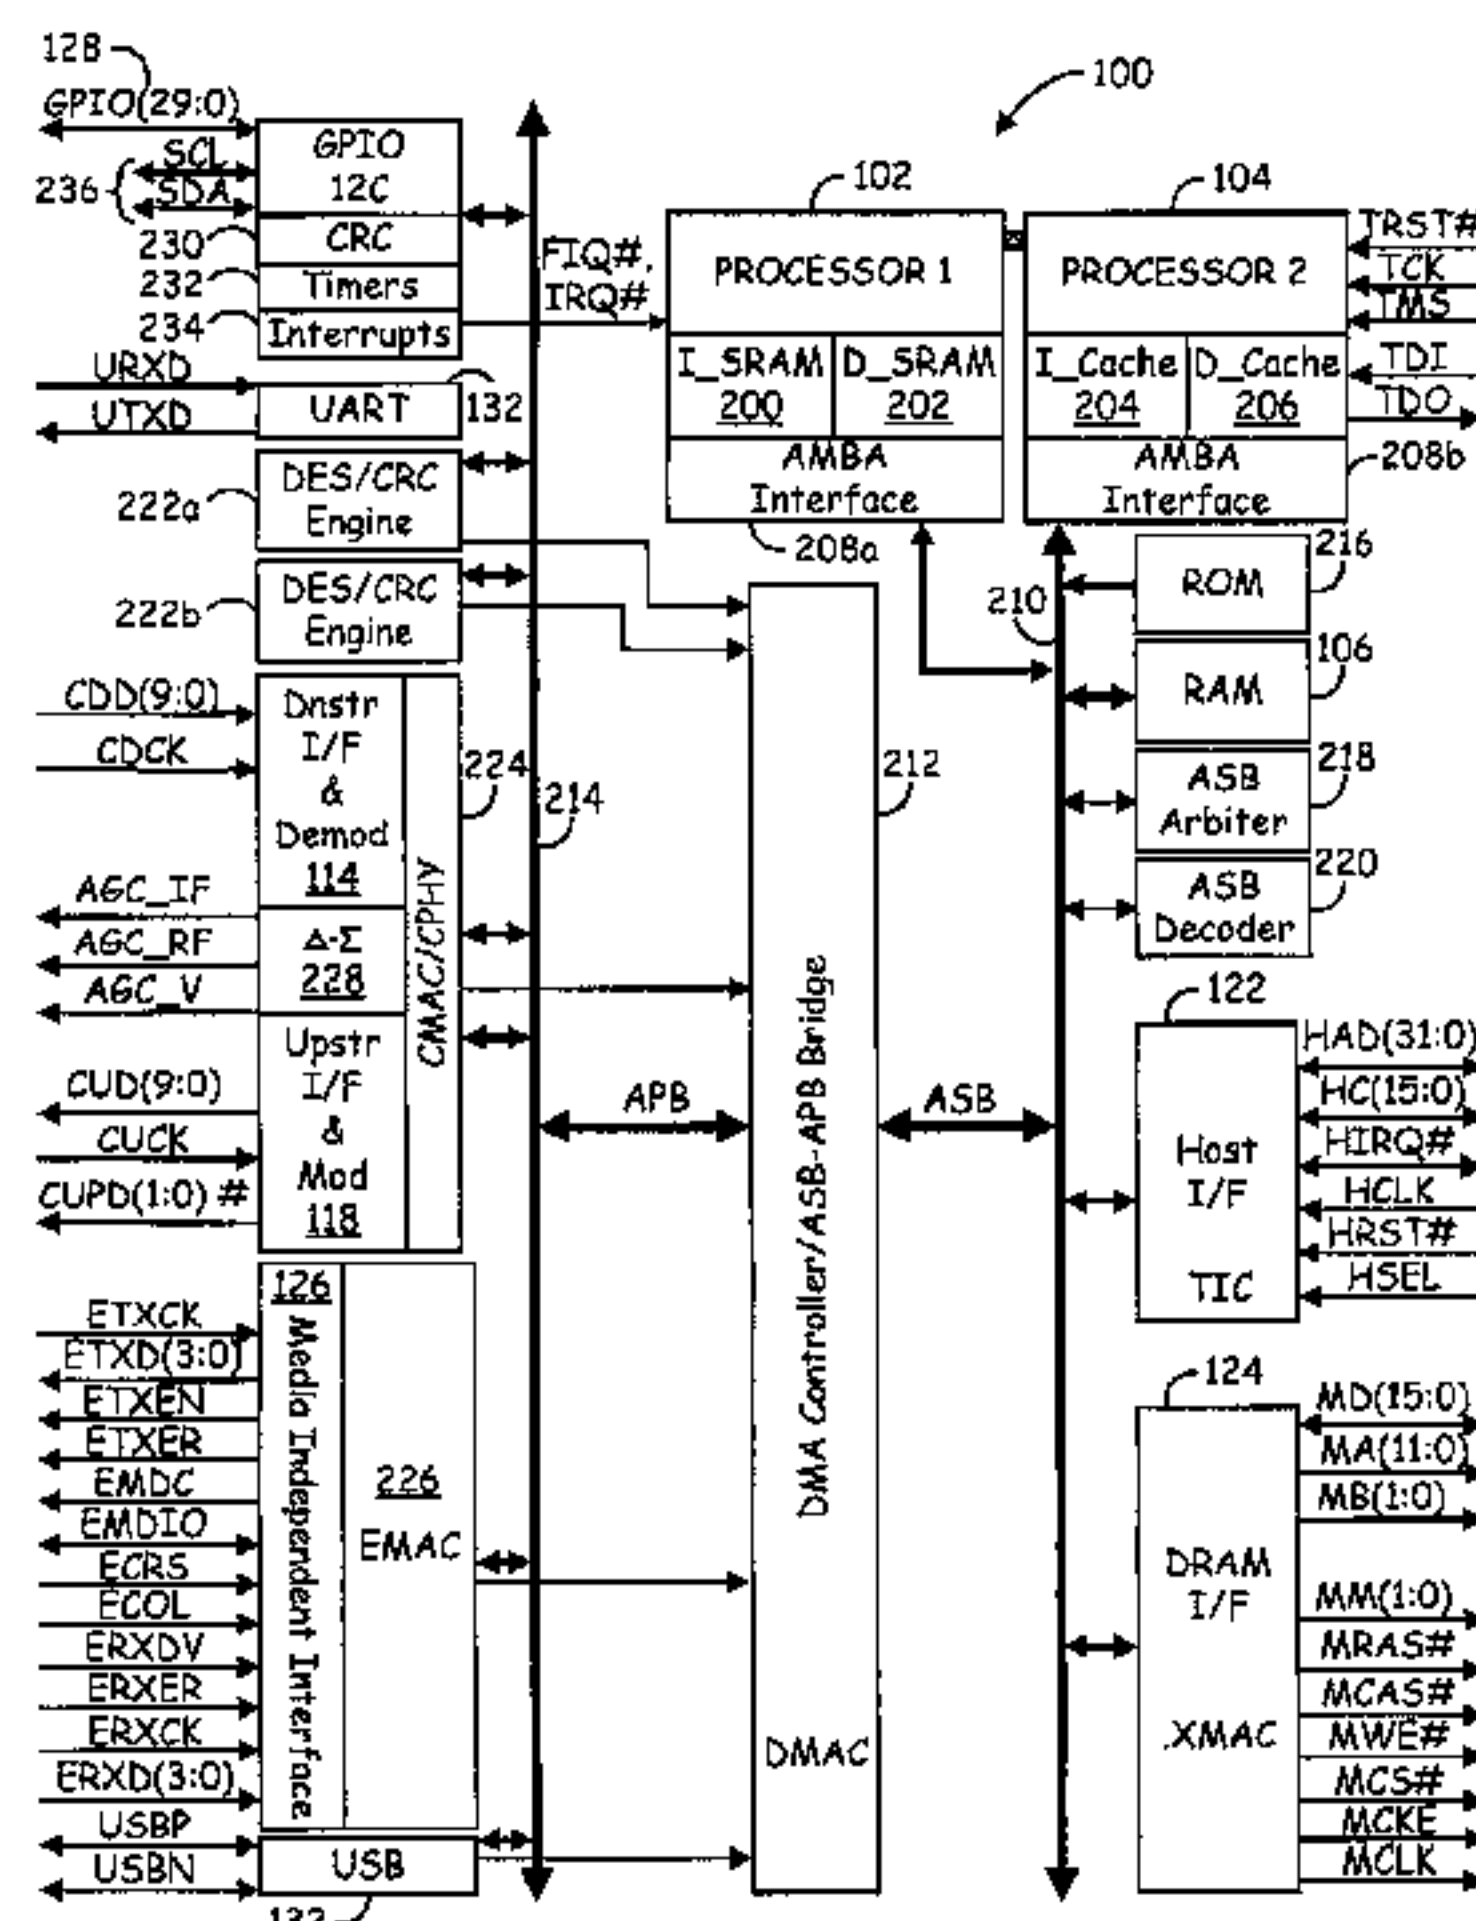 128
GPIO(29:0)
SCL
236
SDA
GPIO
12C
230
CRC
232
Timers
234
Interrupts
FIQ#,
IRQ#
100
102
PROCESSOR 1
I_SRAM
200
D_SRAM
202
AMBA
Interface
208a
104
PROCESSOR 2
I_Cache
204
D_Cache
206
AMBA
Interface
208b
TRST#
TCK
TMS
TDI
TDO
URXD
UTXD
UART
132
222a
DES/CRC
Engine
222b
DES/CRC
Engine
210
ROM
216
RAM
106
ASB
Arbiter
218
ASB
Decoder
220
CDD(9:0)
CDCK
Dnstr
I/F
&
Demod
114
224
214
212
AGC_IF
AGC_RF
AGC_V
Δ-Σ
228
CMAC/CPHY
CUD(9:0)
CUCK
CUPD(1:0) #
Upstr
I/F
&
Mod
118
APB
ASB
DMA Controller/ASB-APB Bridge
DMAC
122
Host
I/F
TIC
HAD(31:0)
HC(15:0)
HIRQ#
HCLK
HRST#
HSEL
ETXCK
ETXD(3:0)
ETXEN
ETXER
EMDC
EMDIO
ECRS
ECOL
ERXDV
ERXER
ERXCK
ERXD(3:0)
126
Media Independent Interface
226
EMAC
124
DRAM
I/F
.XMAC
MD(15:0)
MA(11:0)
MB(1:0)
MM(1:0)
MRAS#
MCAS#
MWE#
MCS#
MCKE
MCLK
USBP
USBN
USB